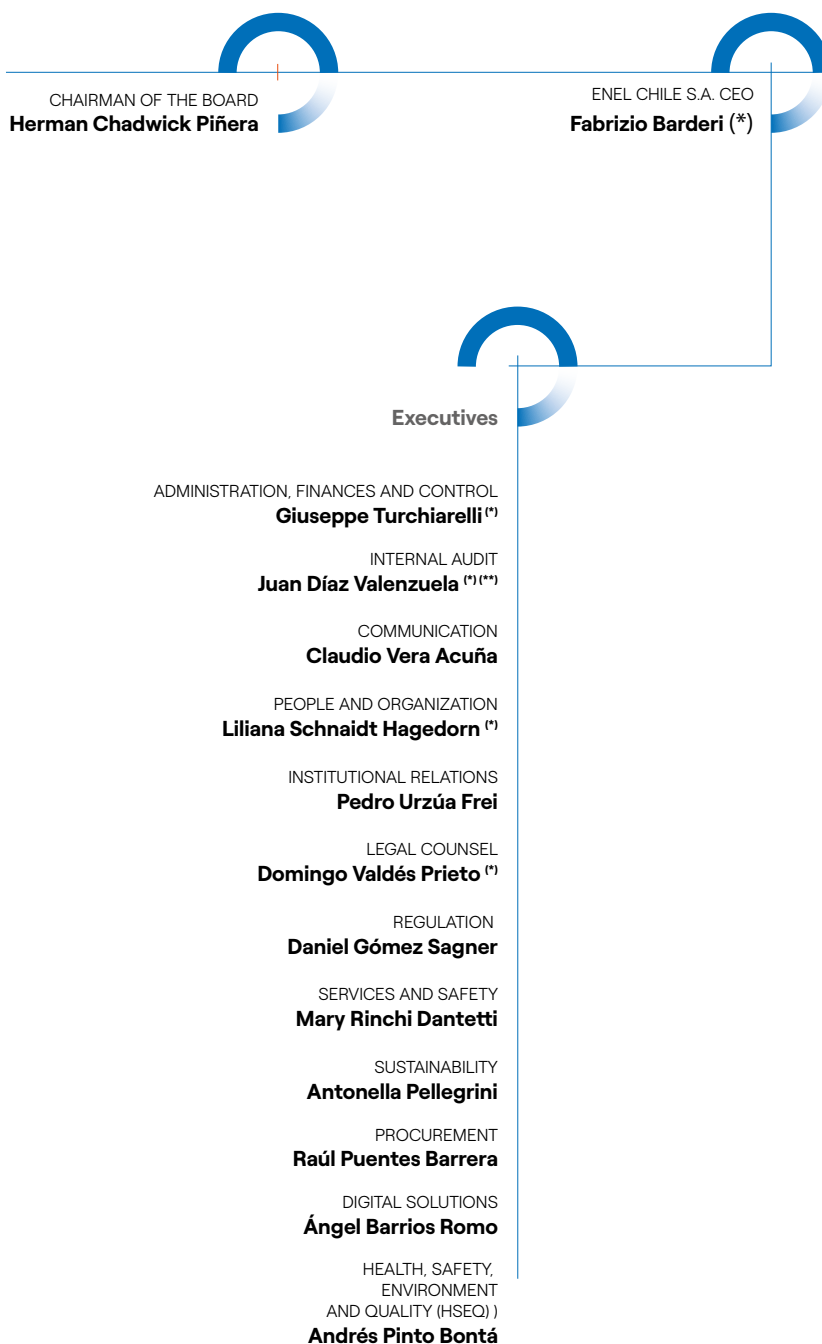 CHAIRMAN OF THE BOARD
Herman Chadwick Piñera
ENEL CHILE S.A. CEO
Fabrizio Barderi (*)
Executives
ADMINISTRATION, FINANCES AND CONTROL
Giuseppe Turchiarelli (*)
INTERNAL AUDIT
Juan Díaz Valenzuela (*) (**)
COMMUNICATION
Claudio Vera Acuña
PEOPLE AND ORGANIZATION
Liliana Schnaidt Hagedorn (*)
INSTITUTIONAL RELATIONS
Pedro Urzúa Frei
LEGAL COUNSEL
Domingo Valdés Prieto (*)
REGULATION
Daniel Gómez Sagner
SERVICES AND SAFETY
Mary Rinchi Dantetti
SUSTAINABILITY
Antonella Pellegrini
PROCUREMENT
Raúl Puentes Barrera
DIGITAL SOLUTIONS
Ángel Barrios Romo
HEALTH, SAFETY,
ENVIRONMENT
AND QUALITY (HSEQ) )
Andrés Pinto Bontá